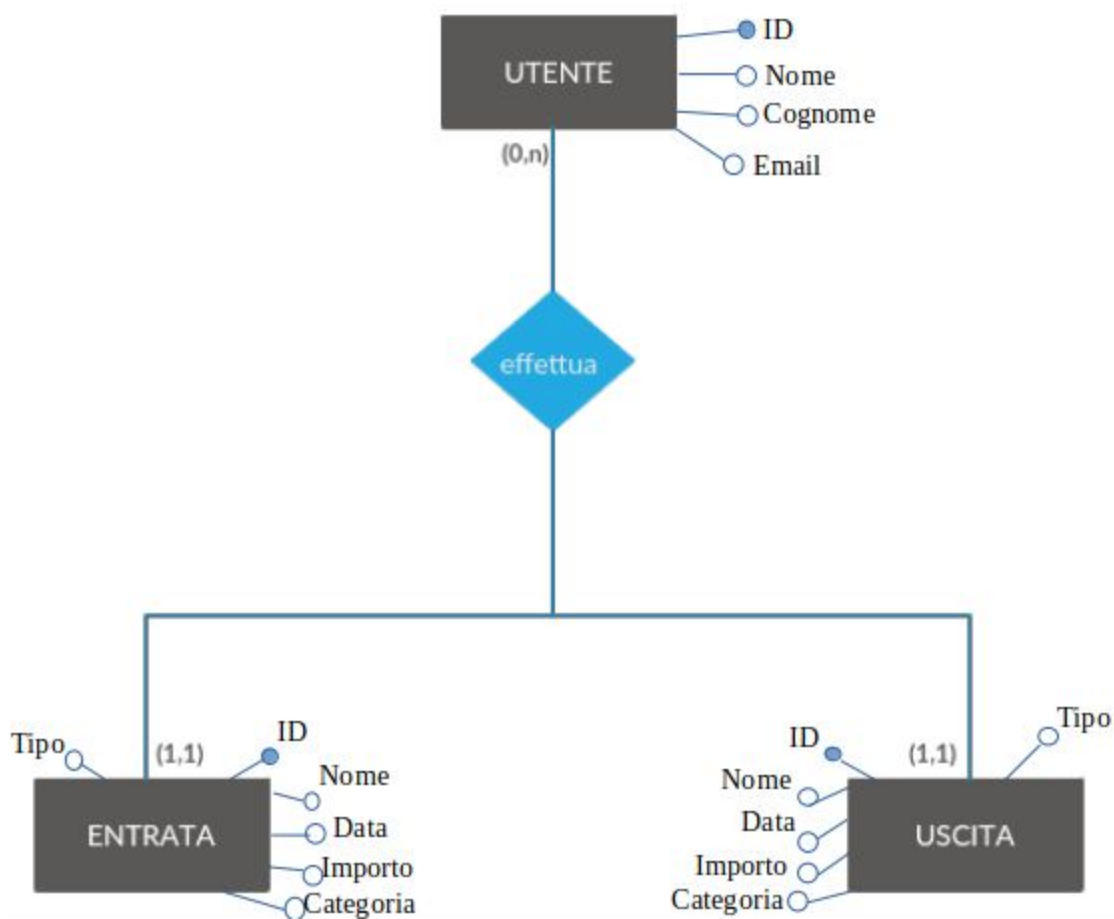 UTENTE
ID
Nome
Cognome
Email
(0,n)
effettua
Tipo
(1,1)
ID
Nome
Data
Importo
Categoria
ENTRATA
ID
(1,1)
Tipo
Nome
Data
Importo
Categoria
USCITA